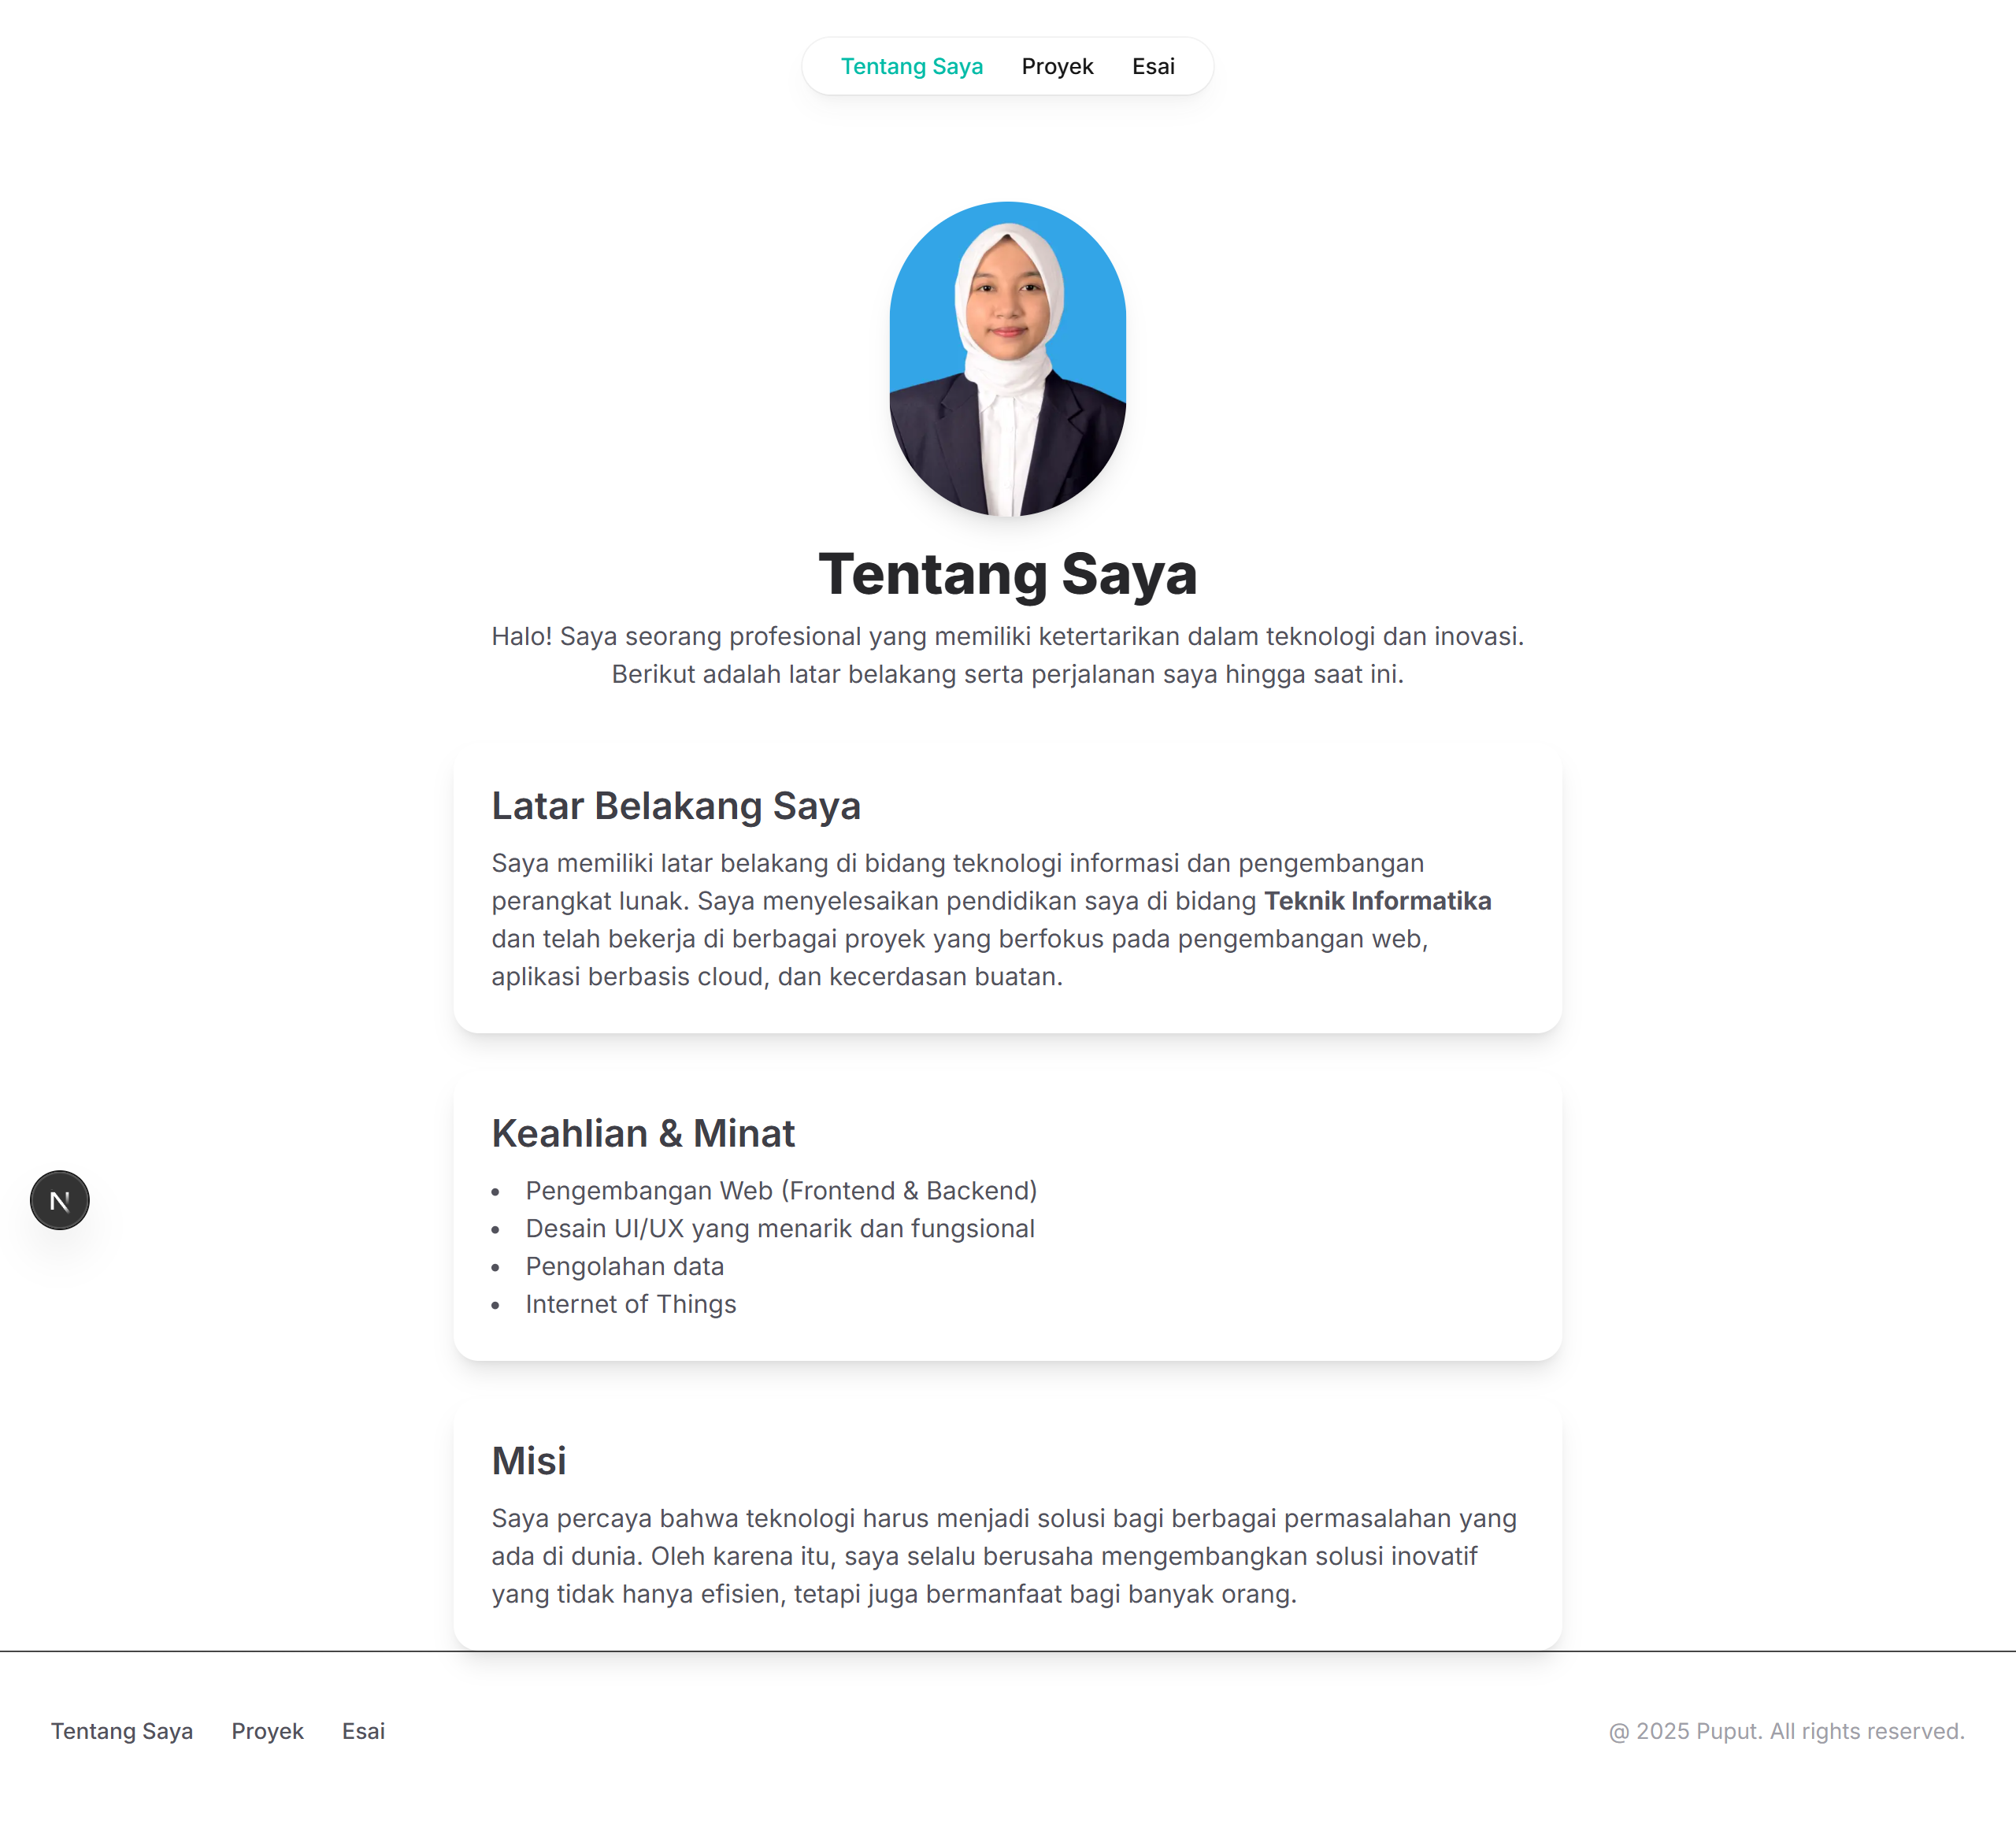 Tentang Saya Proyek Esai
Tentang Saya
Halo! Saya seorang profesional yang memiliki ketertarikan dalam teknologi dan inovasi.
Berikut adalah latar belakang serta perjalanan saya hingga saat ini.
Latar Belakang Saya
Saya memiliki latar belakang di bidang teknologi informasi dan pengembangan
perangkat lunak. Saya menyelesaikan pendidikan saya di bidang Teknik Informatika
dan telah bekerja di berbagai proyek yang berfokus pada pengembangan web,
aplikasi berbasis cloud, dan kecerdasan buatan.
Keahlian & Minat
• Pengembangan Web (Frontend & Backend)
• Desain UI/UX yang menarik dan fungsional
• Pengolahan data
• Internet of Things
N
Misi
Saya percaya bahwa teknologi harus menjadi solusi bagi berbagai permasalahan yang
ada di dunia. Oleh karena itu, saya selalu berusaha mengembangkan solusi inovatif
yang tidak hanya efisien, tetapi juga bermanfaat bagi banyak orang.
Tentang Saya Proyek Esai
@ 2025 Puput. All rights reserved.